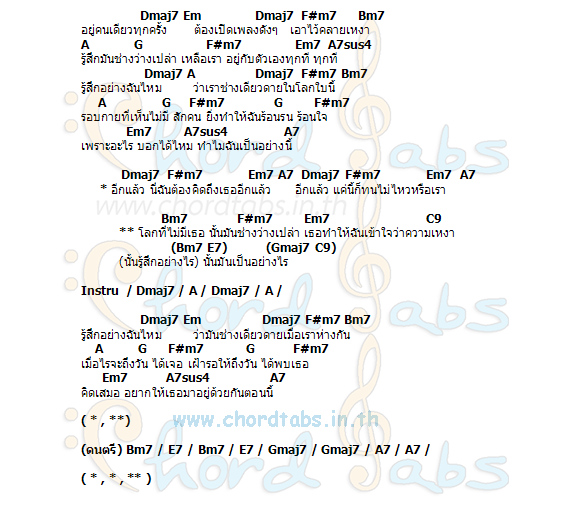 Dmaj7 Em Dmaj7 F#m7 Bm7
อยู่คนเดียวทุกครั้ง ต้องเปิดเพลงดังๆ เอาไว้คลายเหงา
A G F#m7 Em7 A7sus4
รู้สึกมันช่างว่างเปล่า เหลือเรา อยู่กับตัวเองทุกที ทุกที
Dmaj7 A Dmaj7 F#m7 Bm7
รู้สึกอย่างฉันไหม ว่าเราช่างเดียวดายในโลกใบนี้
A G F#m7 G F#m7
รอบกายที่เห็นไม่มี สักคน ยิ่งทำให้ฉันร้อนรน ร้อนใจ
Em7 A7sus4 A7
เพราะอะไร บอกได้ไหม ทำไมฉันเป็นอย่างนี้
Dmaj7 F#m7 Em7 A7 Dmaj7 F#m7 Em7 A7
* อีกแล้ว นี่ฉันต้องคิดถึงเธออีกแล้ว อีกแล้ว แค่นี้ก็ทนไม่ไหวหรือเรา
www.chordtabs.in.th
Bm7 F#m7 Em7 C9
** โลกที่ไม่มีเธอ นั้นมันช่างว่างเปล่า เธอทำให้ฉันเข้าใจว่าความเหงา
(Bm7 E7) (Gmaj7 C9)
(นั้นรู้สึกอย่างไร) นั้นมันเป็นอย่างไร
Instru / Dmaj7 / A / Dmaj7 / A /
Dmaj7 Em Dmaj7 F#m7 Bm7
รู้สึกอย่างฉันไหม ว่ามันช่างเดียวดายเมื่อเราห่างกัน
A G F#m7 G F#m7
เมื่อไรจะถึงวัน ได้เจอ เฝ้ารอให้ถึงวัน ได้พบเธอ
Em7 A7sus4 A7
คิดเสมอ อยากให้เธอมาอยู่ด้วยกันตอนนี้
www.chordtabs.in.th
( * , **)
(ดนตรี) Bm7 / E7 / Bm7 / E7 / Gmaj7 / Gmaj7 / A7 / A7 /
( * , * , ** )
Chord Tabs
Chord Tabs
Chord Tabs